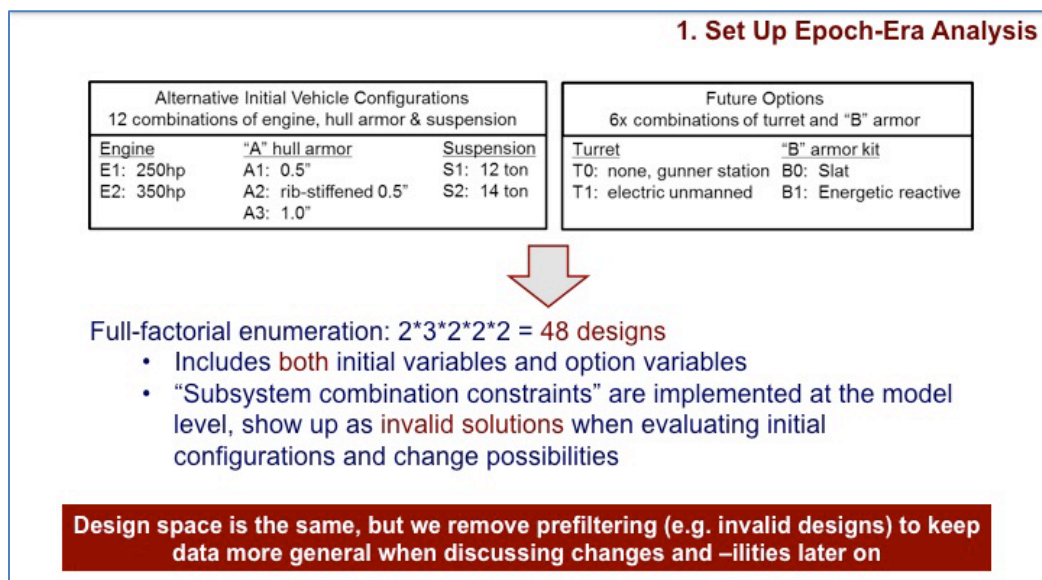 1. Set Up Epoch-Era Analysis
Alternative Initial Vehicle Configurations
12 combinations of engine, hull armor & suspension
Engine "A" hull armor Suspension
E1: 250hp A1: 0.5" S1: 12 ton
E2: 350hp A2: rib-stiffened 0.5" S2: 14 ton
A3: 1.0"
Future Options
6x combinations of turret and "B" armor
Turret "B" armor kit
T0: none, gunner station B0: Slat
T1: electric unmanned B1: Energetic reactive
Full-factorial enumeration: 2*3*2*2*2 = 48 designs
• Includes both initial variables and option variables
• "Subsystem combination constraints" are implemented at the model
level, show up as invalid solutions when evaluating initial
configurations and change possibilities
Design space is the same, but we remove prefiltering (e.g. invalid designs) to keep
data more general when discussing changes and –ilities later on